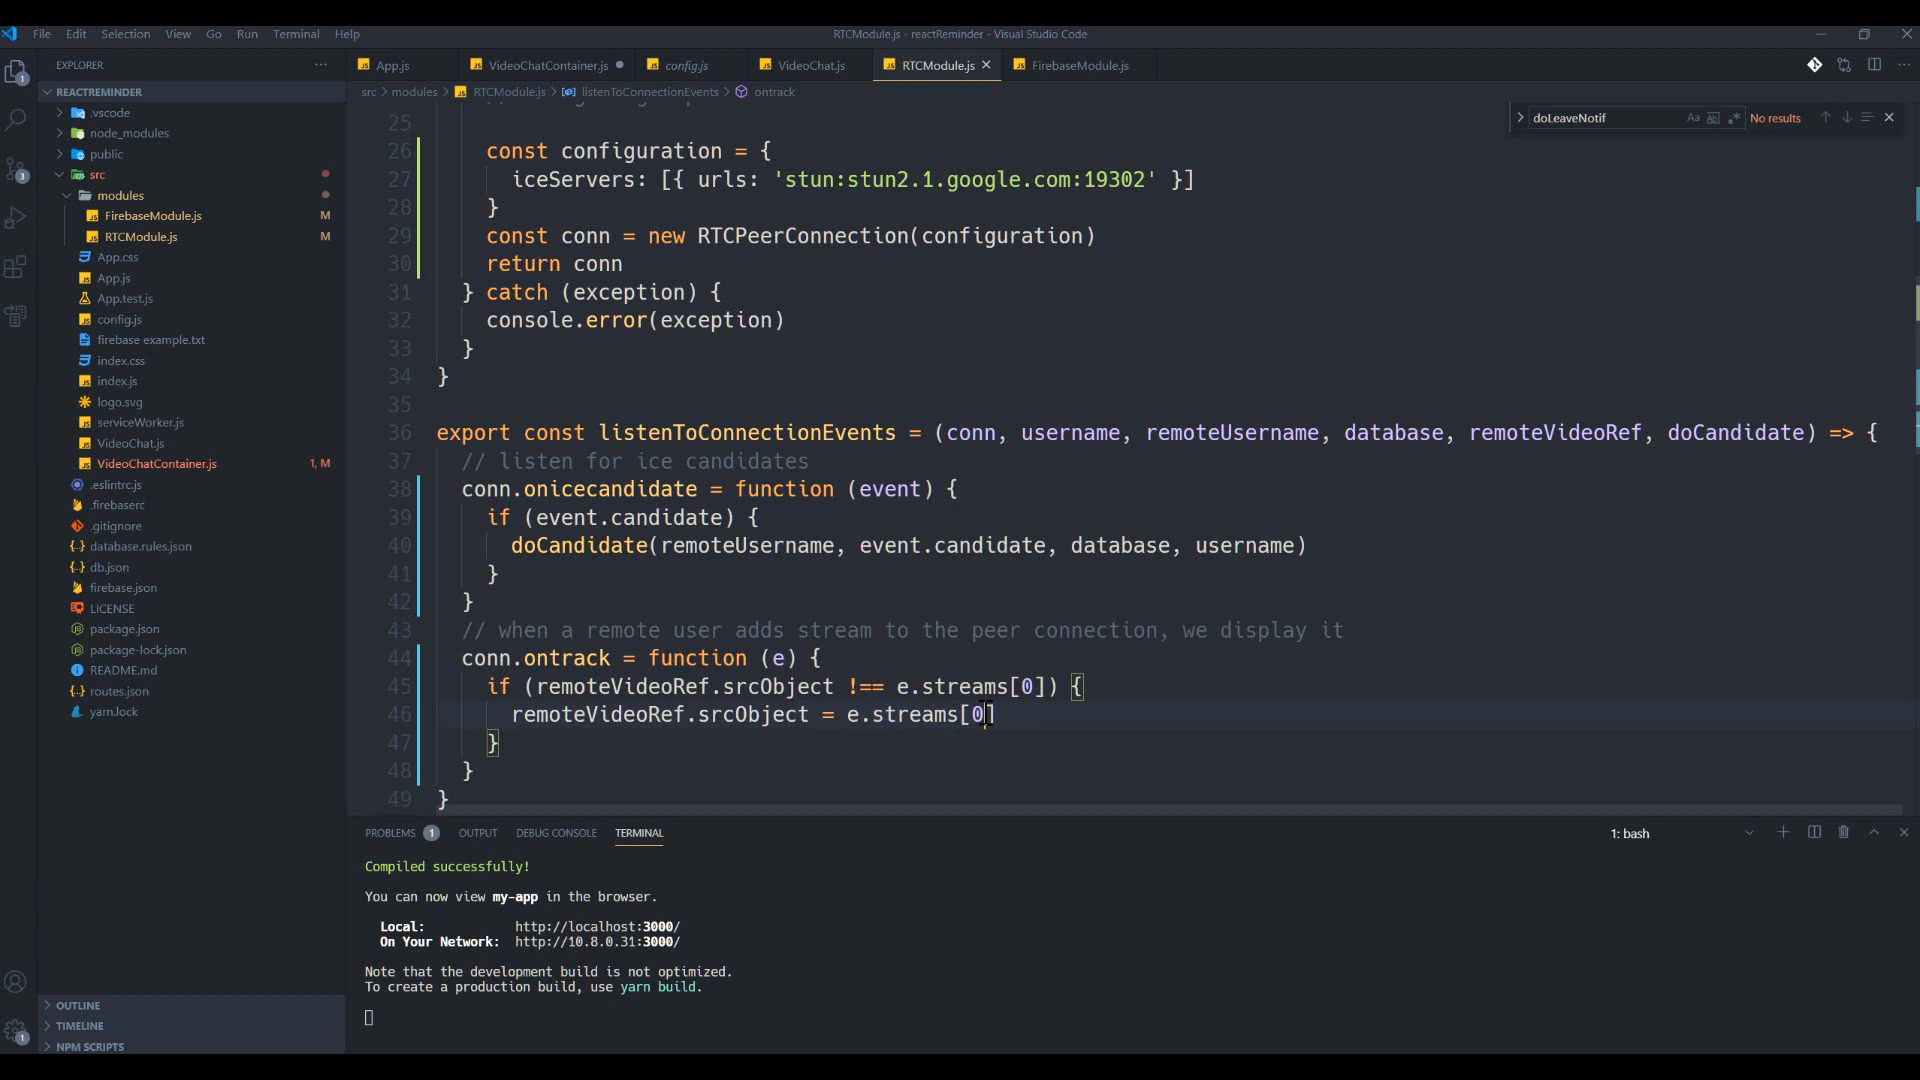 File Edit Selection View Go Run Terminal Help
RTCModule.js - reactReminder - Visual Studio Code
EXPLORER
App.js
VideoChatContainer.js
config.js
VideoChat.js
RTCModule.js
FirebaseModule.js
REACTREMINDER
src > modules > RTCModule.js > listenToConnectionEvents > ontrack
.vscode
node_modules
public
src
modules
FirebaseModule.js M
RTCModule.js M
App.css
App.js
App.test.js
config.js
firebase example.txt
index.css
index.js
logo.svg
serviceWorker.js
VideoChat.js
VideoChatContainer.js 1, M
.eslintrc.js
.firebaserc
.gitignore
database.rules.json
db.json
firebase.json
LICENSE
package.json
package-lock.json
README.md
routes.json
yarn.lock
OUTLINE
TIMELINE
NPM SCRIPTS
1
3
1
doLeaveNotif
Aa
No results
25
26 const configuration = {
27 iceServers: [{ urls: 'stun:stun2.1.google.com:19302' }]
28 }
29 const conn = new RTCPeerConnection(configuration)
30 return conn
31 } catch (exception) {
32 console.error(exception)
33 }
34 }
35
36 export const listenToConnectionEvents = (conn, username, remoteUsername, database, remoteVideoRef, doCandidate) => {
37 // listen for ice candidates
38 conn.onicecandidate = function (event) {
39 if (event.candidate) {
40 doCandidate(remoteUsername, event.candidate, database, username)
41 }
42 }
43 // when a remote user adds stream to the peer connection, we display it
44 conn.ontrack = function (e) {
45 if (remoteVideoRef.srcObject !== e.streams[0]) {
46 remoteVideoRef.srcObject = e.streams[0]
47 }
48 }
49 }
PROBLEMS 1 OUTPUT DEBUG CONSOLE TERMINAL
1: bash
Compiled successfully!
You can now view my-app in the browser.
Local: http://localhost:3000/
On Your Network: http://10.8.0.31:3000/
Note that the development build is not optimized.
To create a production build, use yarn build.